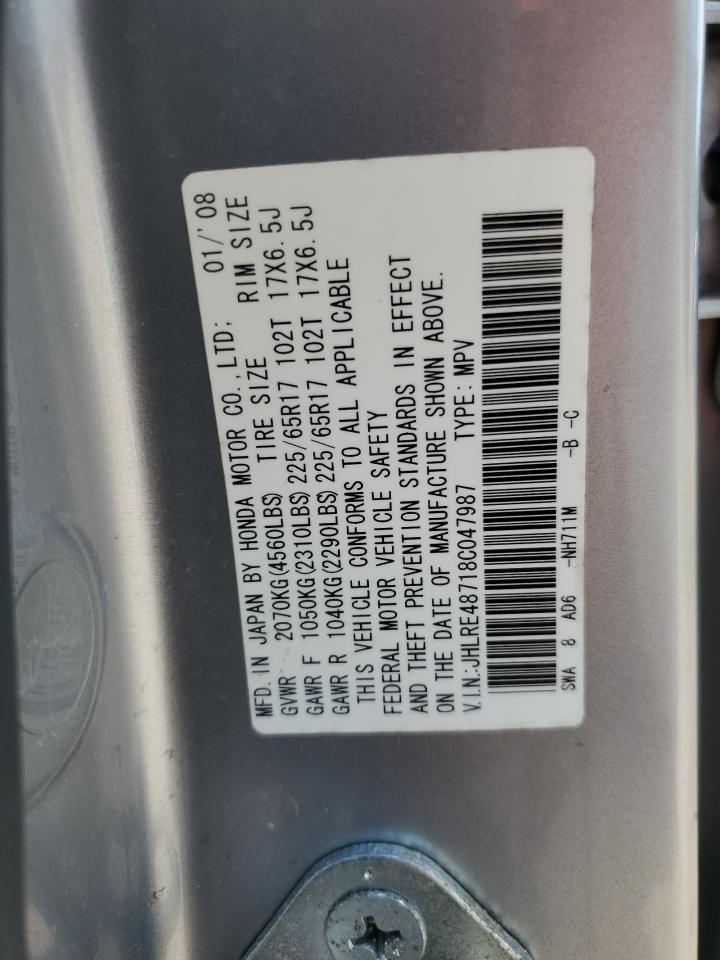 MFD. IN JAPAN BY HONDA MOTOR CO., LTD; 01/'08
GVWR 2070KG(4560LBS) TIRE SIZE RIM SIZE
GAWR F 1050KG(2310LBS) 225/65R17 102T 17X6.5J
GAWR R 1040KG(2290LBS) 225/65R17 102T 17X6.5J
THIS VEHICLE CONFORMS TO ALL APPLICABLE
FEDERAL MOTOR VEHICLE SAFETY
AND THEFT PREVENTION STANDARDS IN EFFECT
ON THE DATE OF MANUFACTURE SHOWN ABOVE.
V.I.N.:JHLRE48718C047987 TYPE: MPV
SWA 8 AD6 -NH711M -B -C